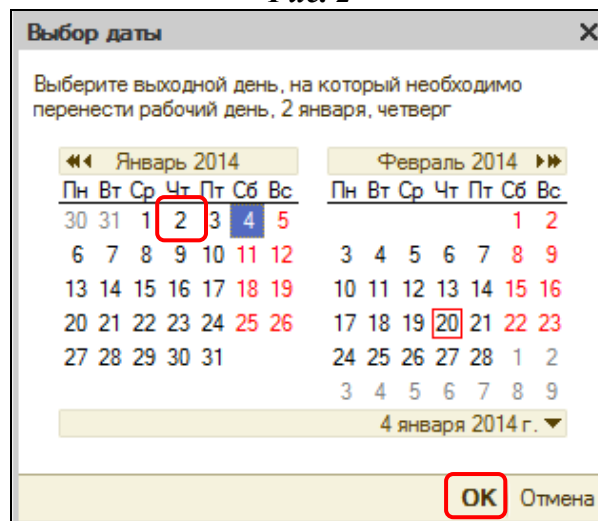 Выбор даты
Выберите выходной день, на который необходимо
перенести рабочий день, 2 января, четверг
Январь 2014 Февраль 2014
Пн Вт Ср Чт Пт Сб Вс Пн Вт Ср Чт Пт Сб Вс
30 31 1 2 3 4 5 1 2
6 7 8 9 10 11 12 3 4 5 6 7 8 9
13 14 15 16 17 18 19 10 11 12 13 14 15 16
20 21 22 23 24 25 26 17 18 19 20 21 22 23
27 28 29 30 31 24 25 26 27 28 1 2
3 4 5 6 7 8 9
4 января 2014 г.
OK Отмена